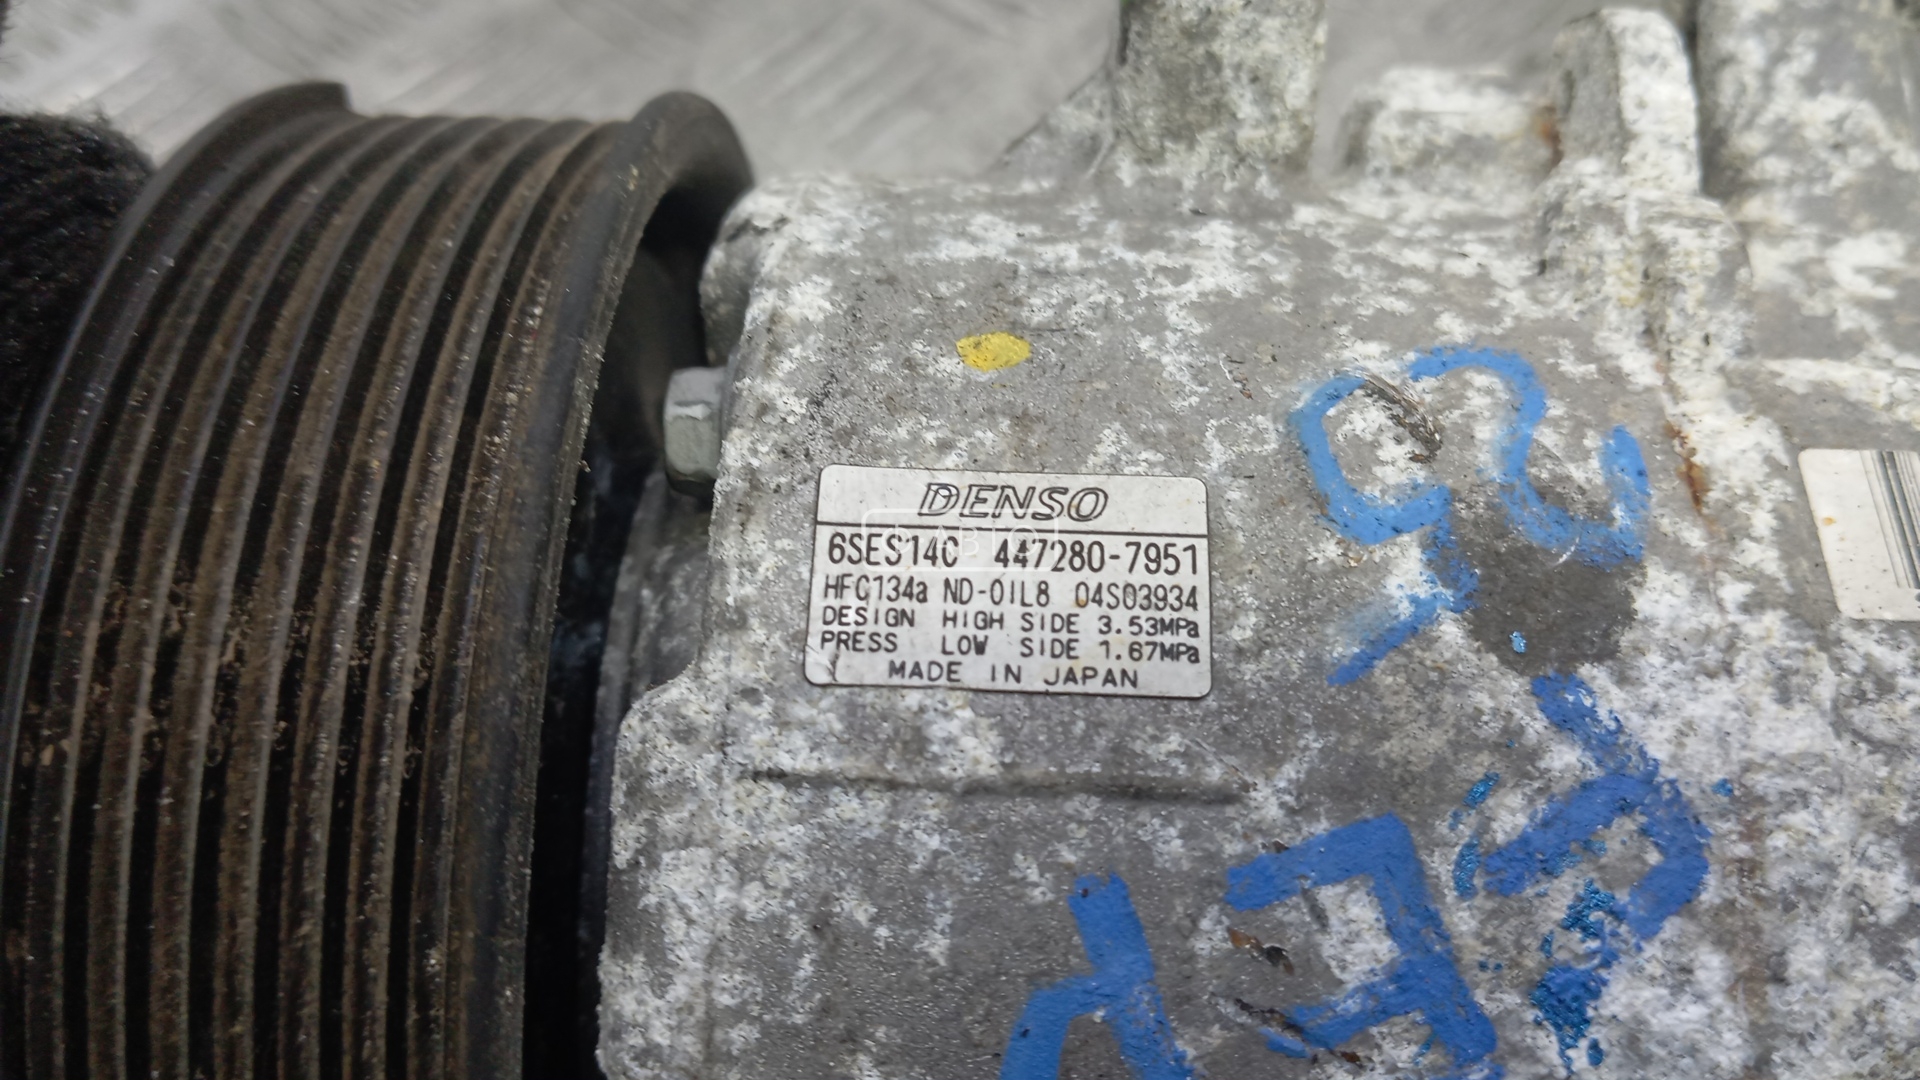 DENSO
6SES14C 447280-7951
HFC134a ND-OIL8 04S03934
DESIGN HIGH SIDE 3.53MPa
PRESS LOW SIDE 1.67MPa
MADE IN JAPAN